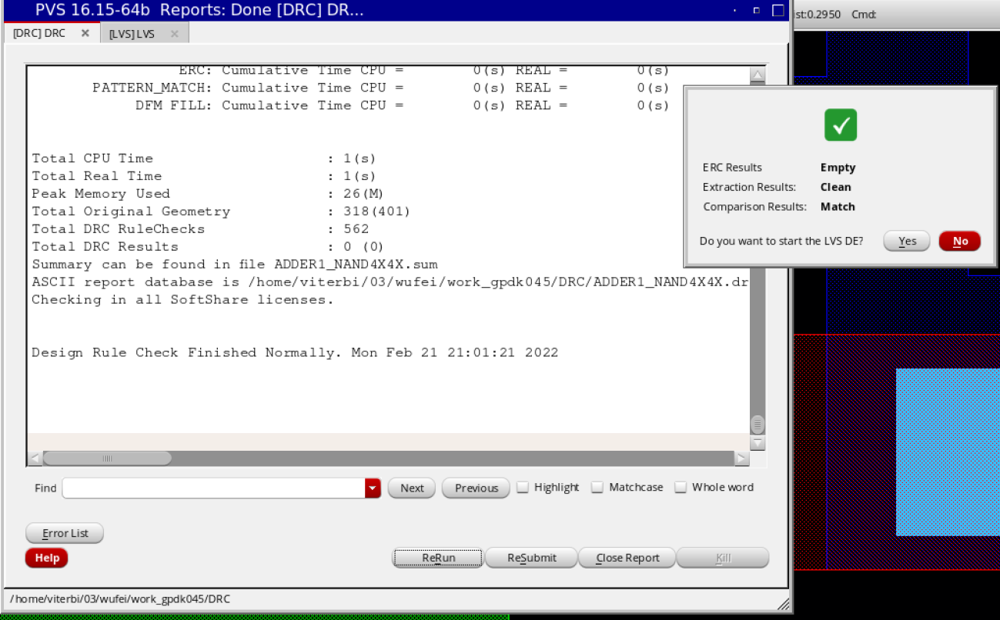 PVS 16.15-64b Reports: Done [DRC] DR...
st:0.2950 Cmd:
[DRC] DRC
[LVS] LVS
ERC: Cumulative Time CPU = 0(s) REAL = 0(s)
PATTERN_MATCH: Cumulative Time CPU = 0(s) REAL = 0(s)
DFM FILL: Cumulative Time CPU = 0(s) REAL = 0(s)
Total CPU Time : 1(s)
Total Real Time : 1(s)
Peak Memory Used : 26(M)
Total Original Geometry : 318(401)
Total DRC RuleChecks : 562
Total DRC Results : 0 (0)
Summary can be found in file ADDER1_NAND4X4X.sum
ASCII report database is /home/viterbi/03/wufei/work_gpdk045/DRC/ADDER1_NAND4X4X.dr
Checking in all SoftShare licenses.
Design Rule Check Finished Normally. Mon Feb 21 21:01:21 2022
ERC Results Empty
Extraction Results: Clean
Comparison Results: Match
Do you want to start the LVS DE? Yes No
Find Next Previous Highlight Matchcase Whole word
Error List
Help ReRun ReSubmit Close Report Kill
/home/viterbi/03/wufei/work_gpdk045/DRC